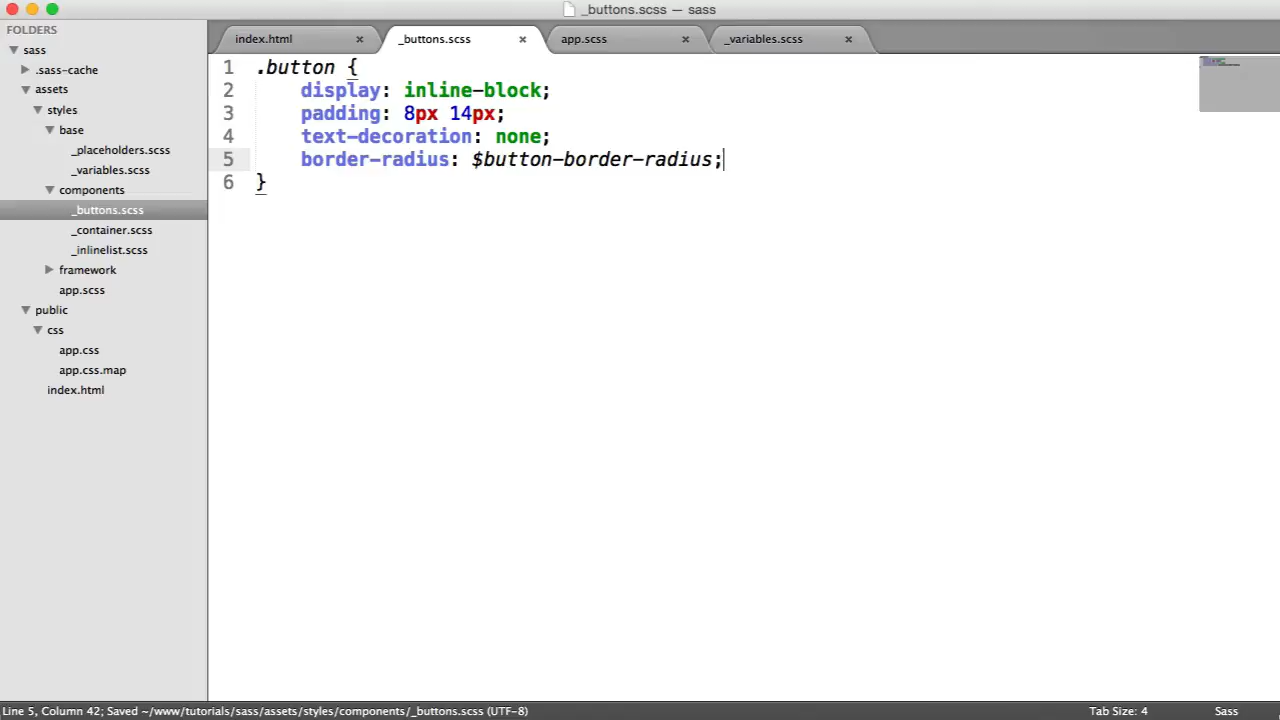 _buttons.scss — sass
FOLDERS
sass
.sass-cache
assets
styles
base
_placeholders.scss
_variables.scss
components
_buttons.scss
_container.scss
_inlinelist.scss
framework
app.scss
public
css
app.css
app.css.map
index.html
index.html × _buttons.scss × app.scss × _variables.scss ×
1 .button {
2 display: inline-block;
3 padding: 8px 14px;
4 text-decoration: none;
5 border-radius: $button-border-radius;
6 }
Line 5, Column 42; Saved ~/www/tutorials/sass/assets/styles/components/_buttons.scss (UTF-8) Tab Size: 4 Sass